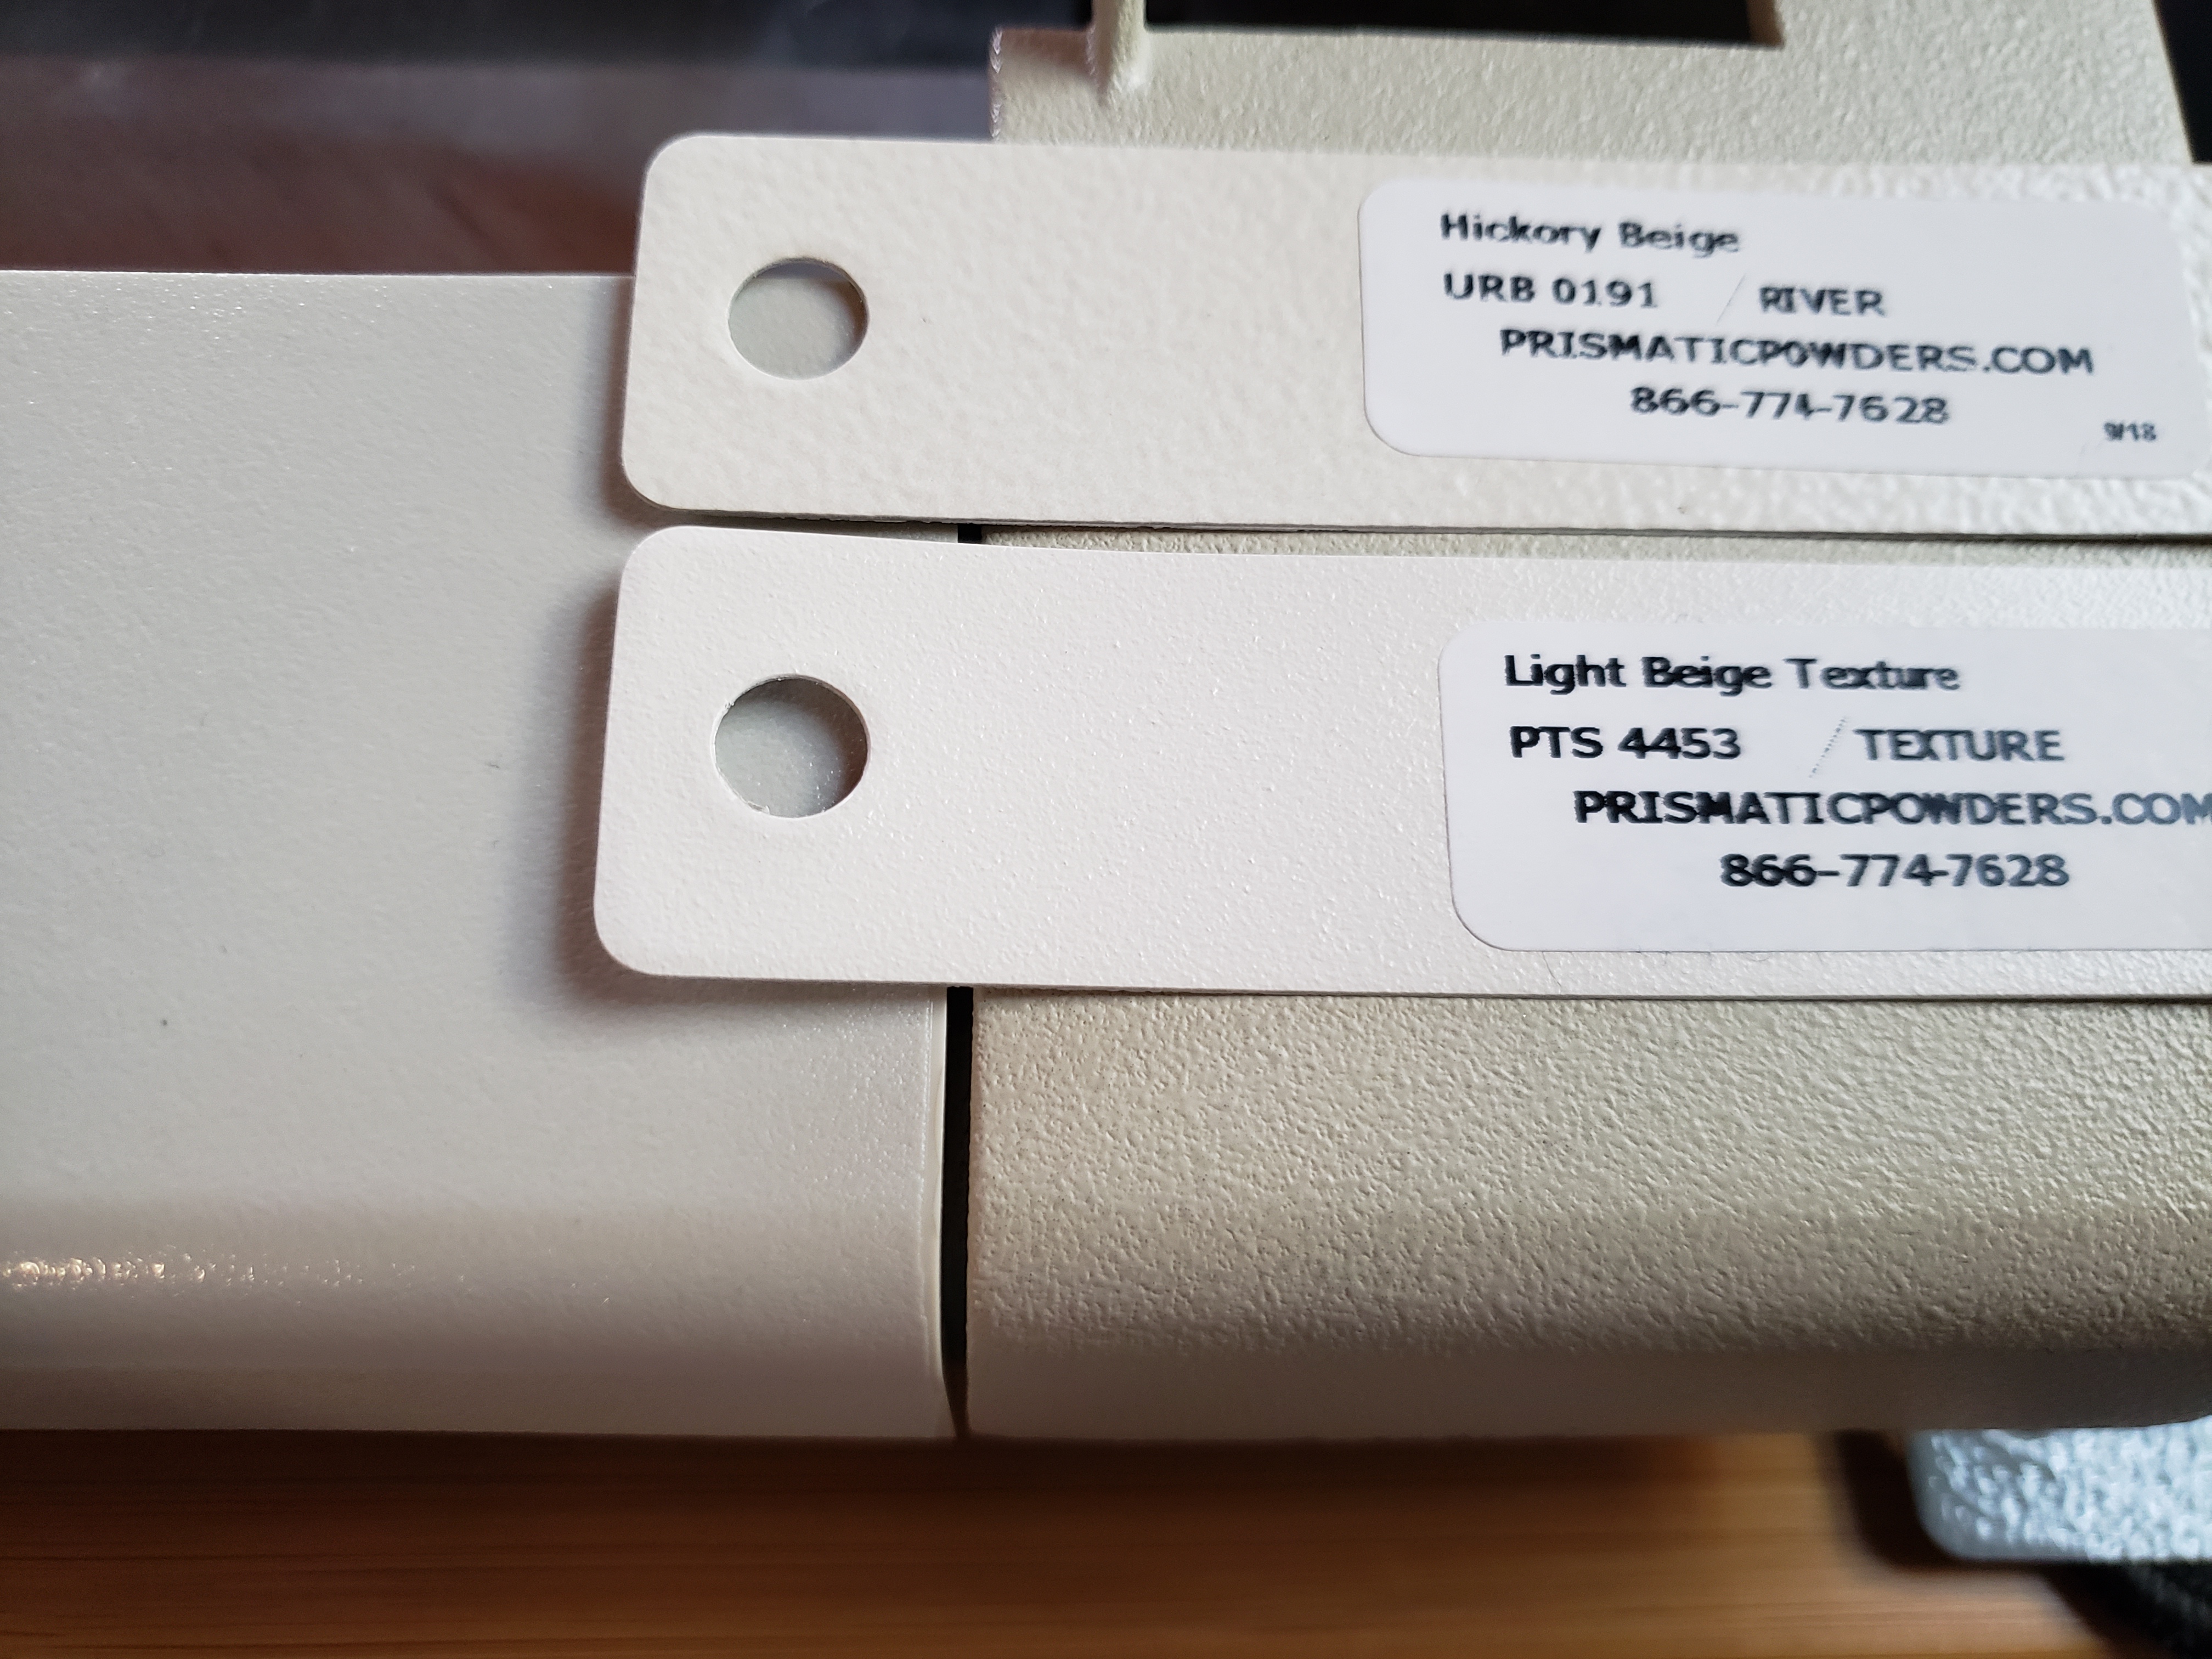 Hickory Beige
URB 0191 / RIVER
PRISMATICPOWDERS.COM
866-774-7628
9/18
Light Beige Texture
PTS 4453 / TEXTURE
PRISMATICPOWDERS.COM
866-774-7628